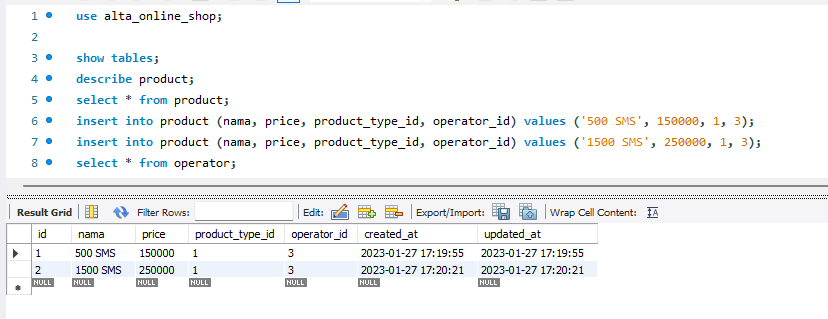 1 use alta_online_shop;
2
3 show tables;
4 describe product;
5 select * from product;
6 insert into product (nama, price, product_type_id, operator_id) values ('500 SMS', 150000, 1, 3);
7 insert into product (nama, price, product_type_id, operator_id) values ('1500 SMS', 250000, 1, 3);
8 select * from operator;
Result Grid Filter Rows: Edit: Export/Import: Wrap Cell Content: IA
id nama price product_type_id operator_id created_at updated_at
1 500 SMS 150000 1 3 2023-01-27 17:19:55 2023-01-27 17:19:55
2 1500 SMS 250000 1 3 2023-01-27 17:20:21 2023-01-27 17:20:21
NULL NULL NULL NULL NULL NULL NULL